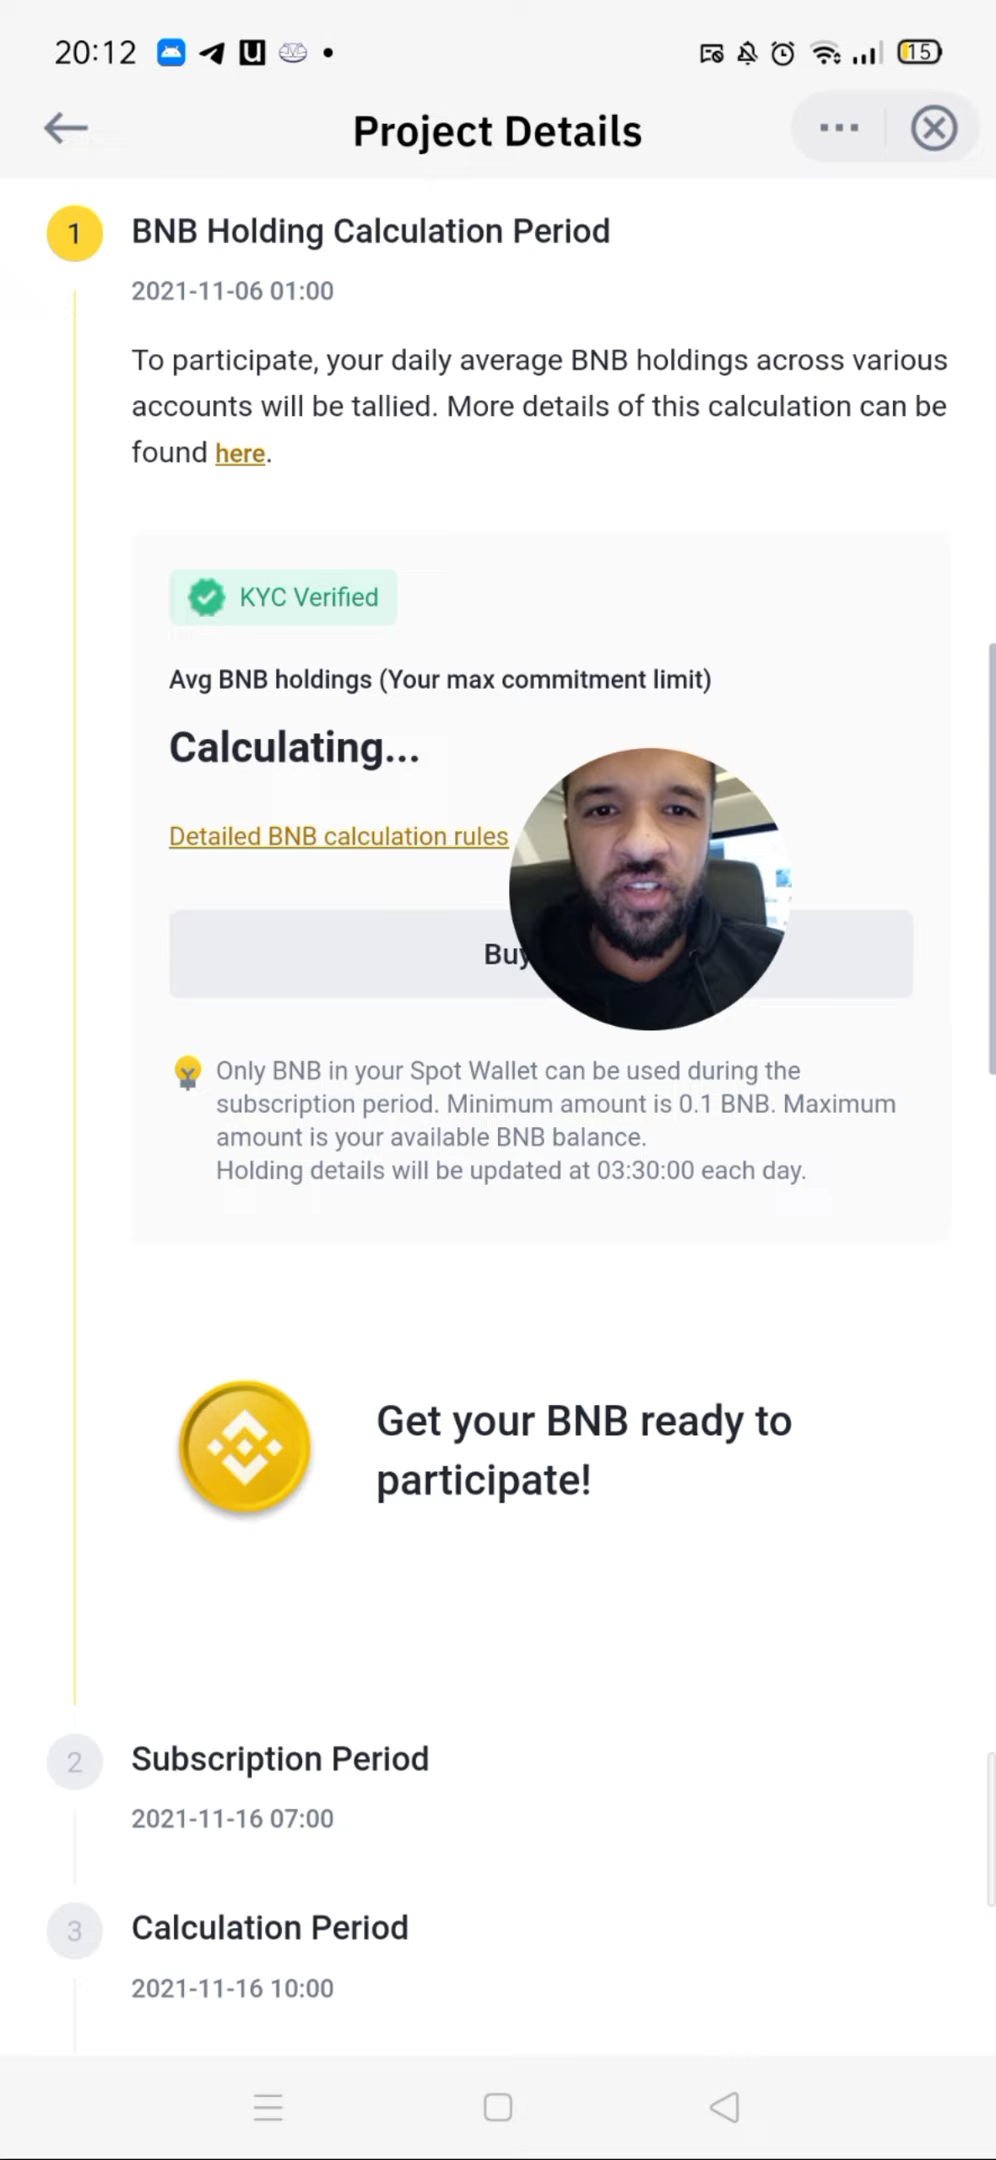 20:12
15
Project Details
1
BNB Holding Calculation Period
2021-11-06 01:00
To participate, your daily average BNB holdings across various
accounts will be tallied. More details of this calculation can be
found here.
KYC Verified
Avg BNB holdings (Your max commitment limit)
Calculating...
Detailed BNB calculation rules
Buy
Only BNB in your Spot Wallet can be used during the
subscription period. Minimum amount is 0.1 BNB. Maximum
amount is your available BNB balance.
Holding details will be updated at 03:30:00 each day.
Get your BNB ready to
participate!
2
Subscription Period
2021-11-16 07:00
3
Calculation Period
2021-11-16 10:00